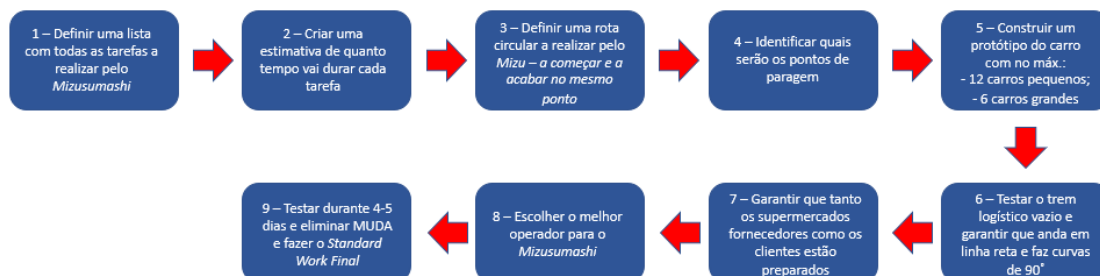 1 – Definir uma lista
com todas as tarefas a
realizar pelo
Mizusumashi
2 – Criar uma
estimativa de quanto
tempo vai durar cada
tarefa
3 – Definir uma rota
circular a realizar pelo
Mizu – a começar e a
acabar no mesmo
ponto
4 – Identificar quais
serão os pontos de
paragem
5 – Construir um
protótipo do carro
com no máx.:
- 12 carros pequenos;
- 6 carros grandes
6 – Testar o trem
logístico vazio e
garantir que anda em
linha reta e faz curvas
de 90°
7 – Garantir que tanto
os supermercados
fornecedores como os
clientes estão
preparados
8 – Escolher o melhor
operador para o
Mizusumashi
9 – Testar durante 4-5
dias e eliminar MUDA
e fazer o Standard
Work Final